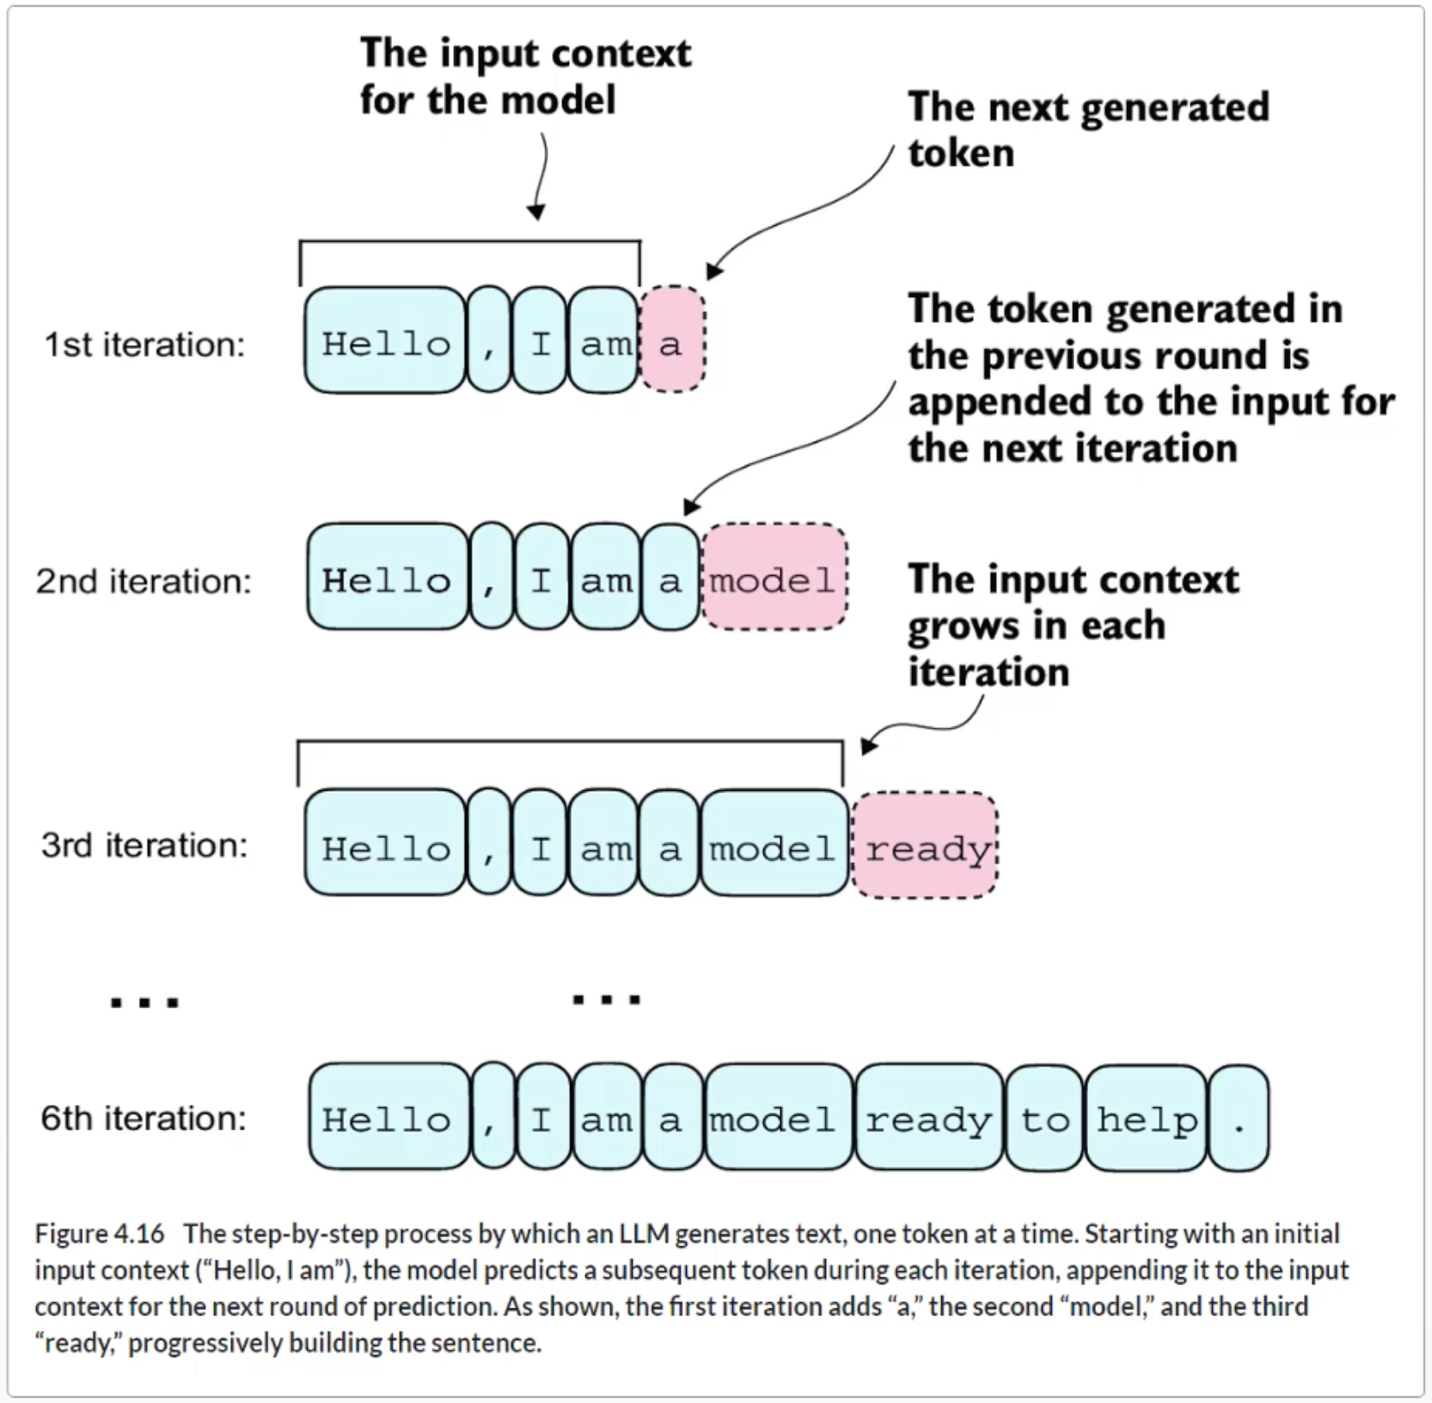 The input context
for the model
The next generated
token
1st iteration:
Hello , I am a
The token generated in
the previous round is
appended to the input for
the next iteration
2nd iteration:
Hello , I am a model
The input context
grows in each
iteration
3rd iteration:
Hello , I am a model ready
... ...
6th iteration:
Hello , I am a model ready to help .
Figure 4.16 The step-by-step process by which an LLM generates text, one token at a time. Starting with an initial
input context (“Hello, I am”), the model predicts a subsequent token during each iteration, appending it to the input
context for the next round of prediction. As shown, the first iteration adds “a,” the second “model,” and the third
“ready,” progressively building the sentence.